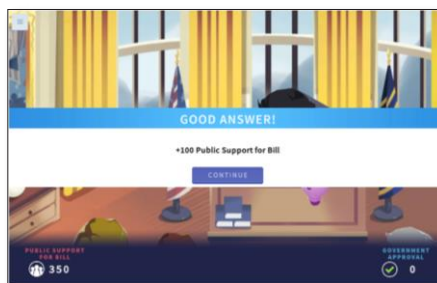 GOOD ANSWER!
+100 Public Support for Bill
CONTINUE
PUBLIC SUPPORT
FOR BILL
350
GOVERNMENT
APPROVAL
0